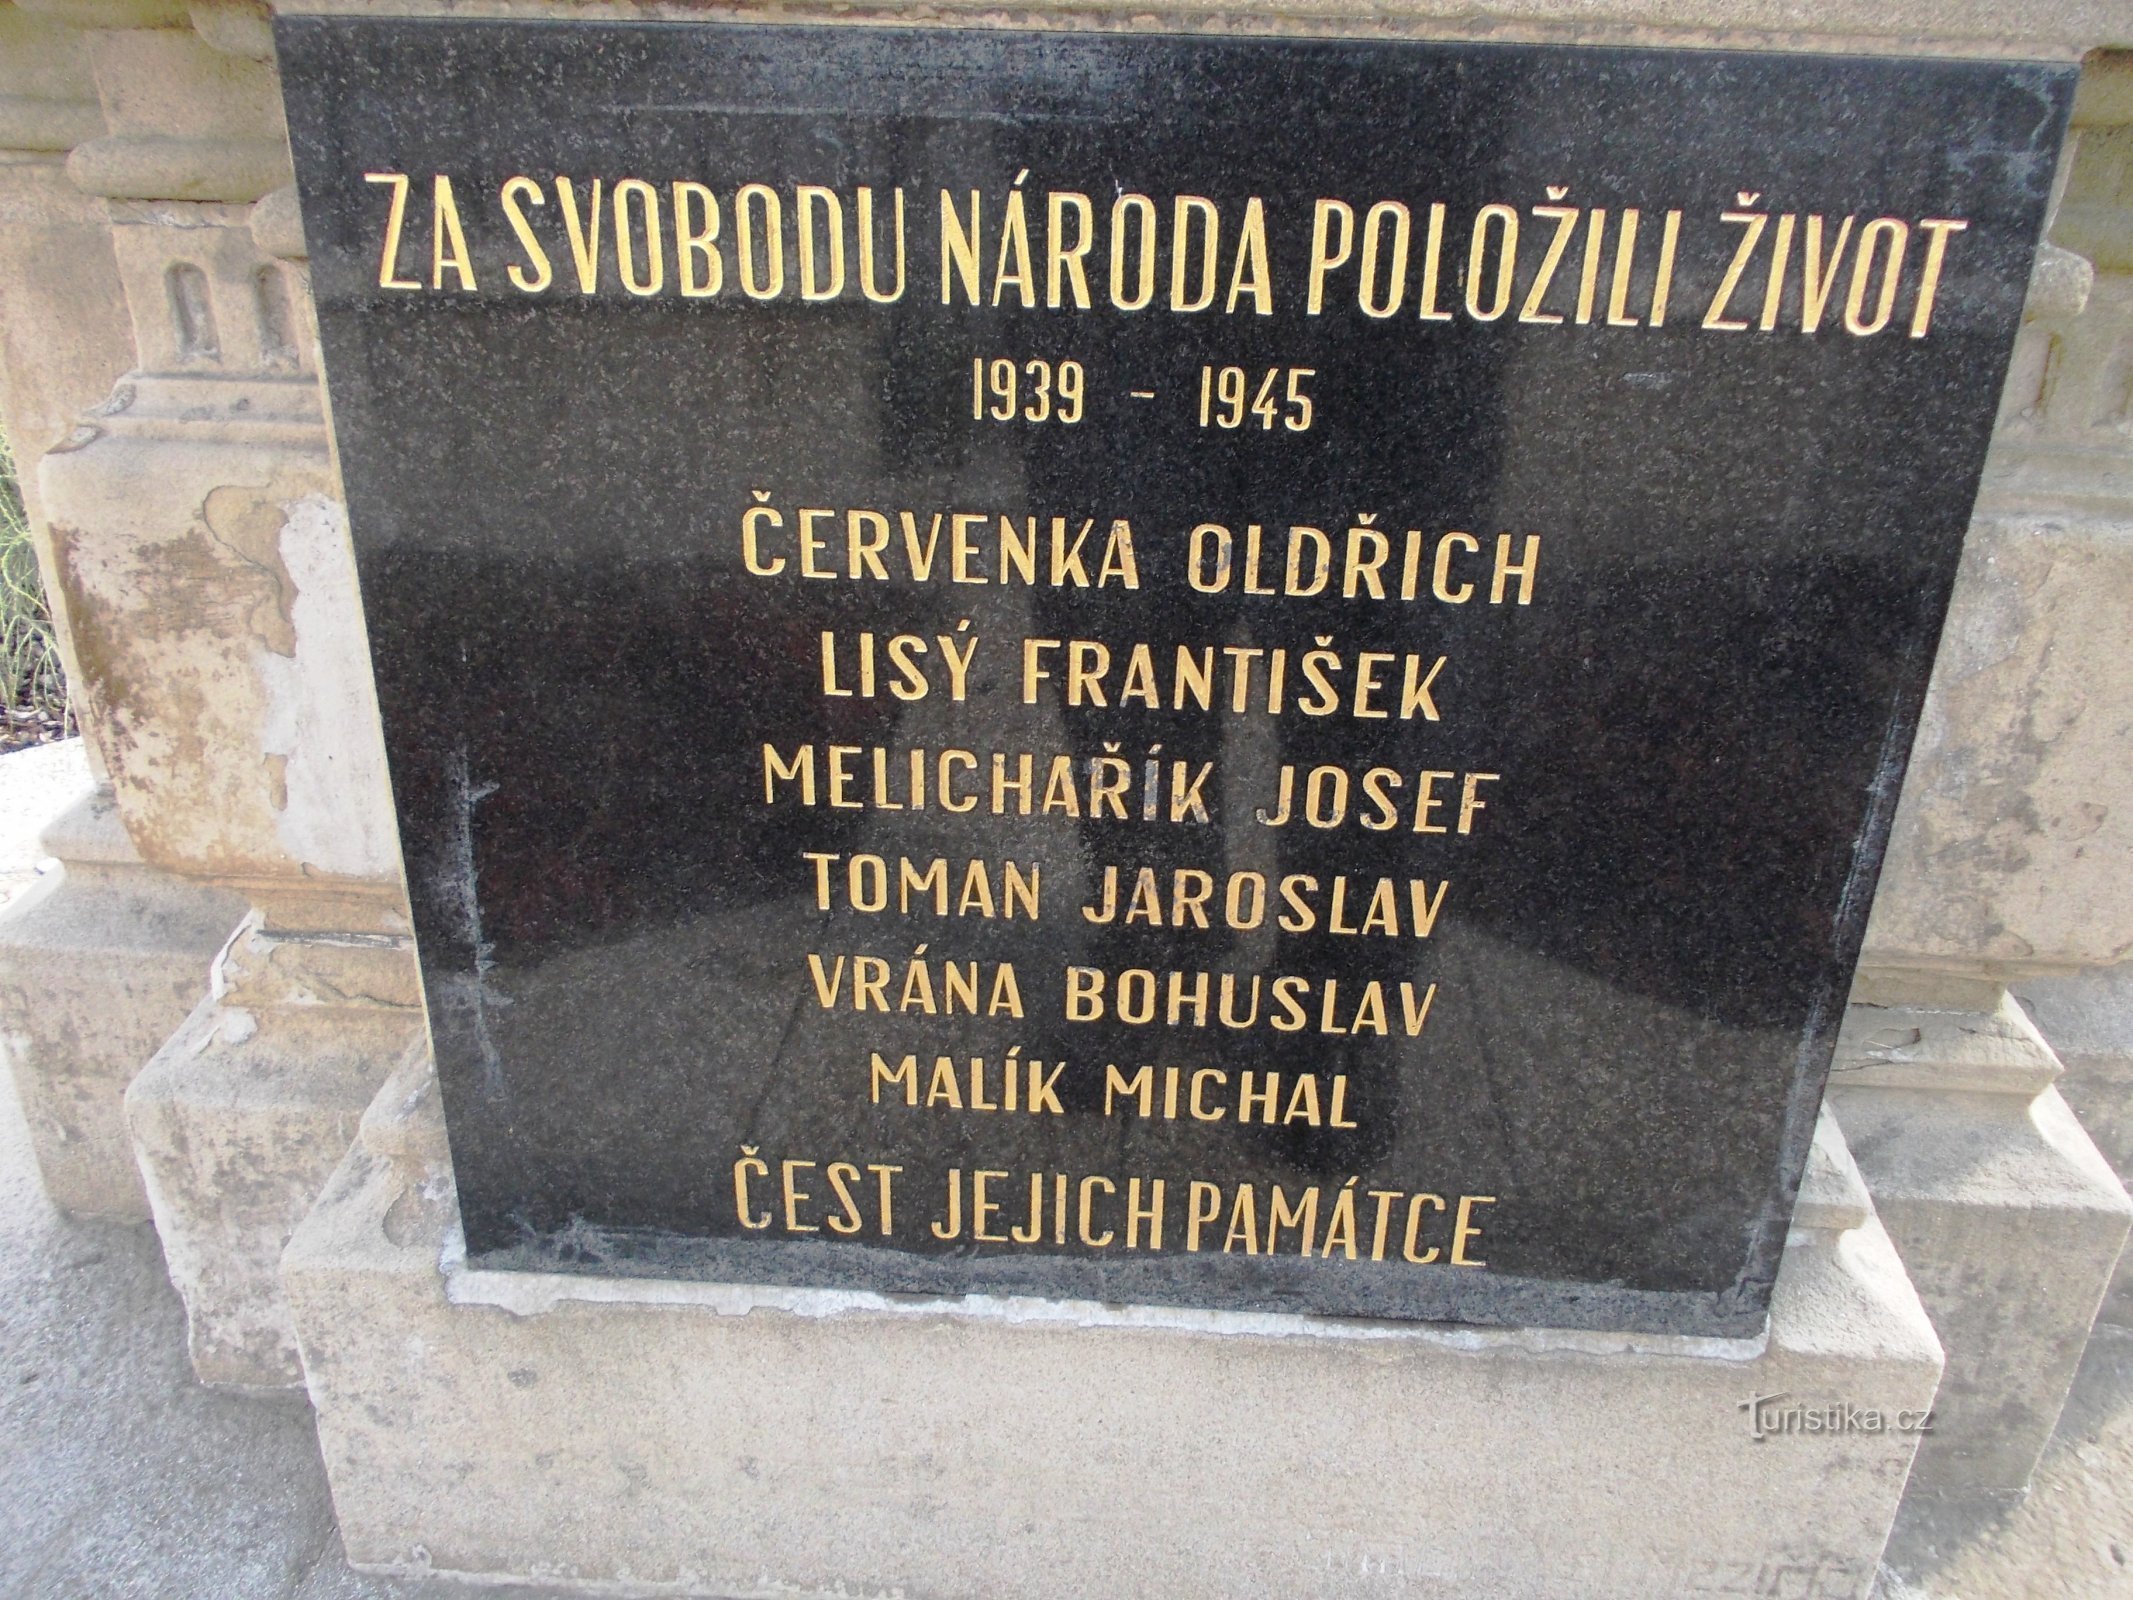 ZA SVOBODU NÁRODA POLOŽILI ŽIVOT
1939 - 1945
ČERVENKA OLDŘICH
LISÝ FRANTIŠEK
MELICHAŘÍK JOSEF
TOMAN JAROSLAV
VRÁNA BOHUSLAV
MALÍK MICHAL
ČEST JEJICH PAMÁTCE
Turistika.cz